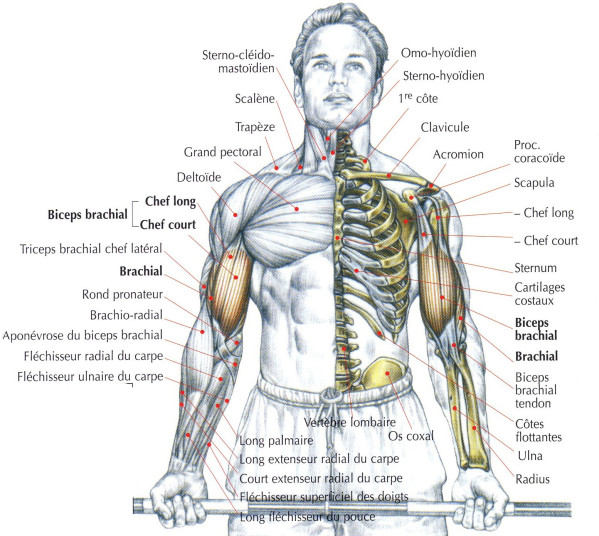 Sterno-cléido-
mastoïdien
Scalène
Trapèze
Grand pectoral
Deltoïde
Biceps brachial
Chef long
Chef court
Triceps brachial chef latéral
Brachial
Rond pronateur
Brachio-radial
Aponévrose du biceps brachial
Fléchisseur radial du carpe
Fléchisseur ulnaire du carpe
Omo-hyoïdien
Sterno-hyoïdien
1re côte
Clavicule
Acromion
Proc.
coracoïde
Scapula
– Chef long
– Chef court
Sternum
Cartilages
costaux
Biceps
brachial
Brachial
Biceps
brachial
tendon
Côtes
flottantes
Ulna
Radius
Vertèbre lombaire
Os coxal
Long palmaire
Long extenseur radial du carpe
Court extenseur radial du carpe
Fléchisseur superficiel des doigts
Long fléchisseur du pouce